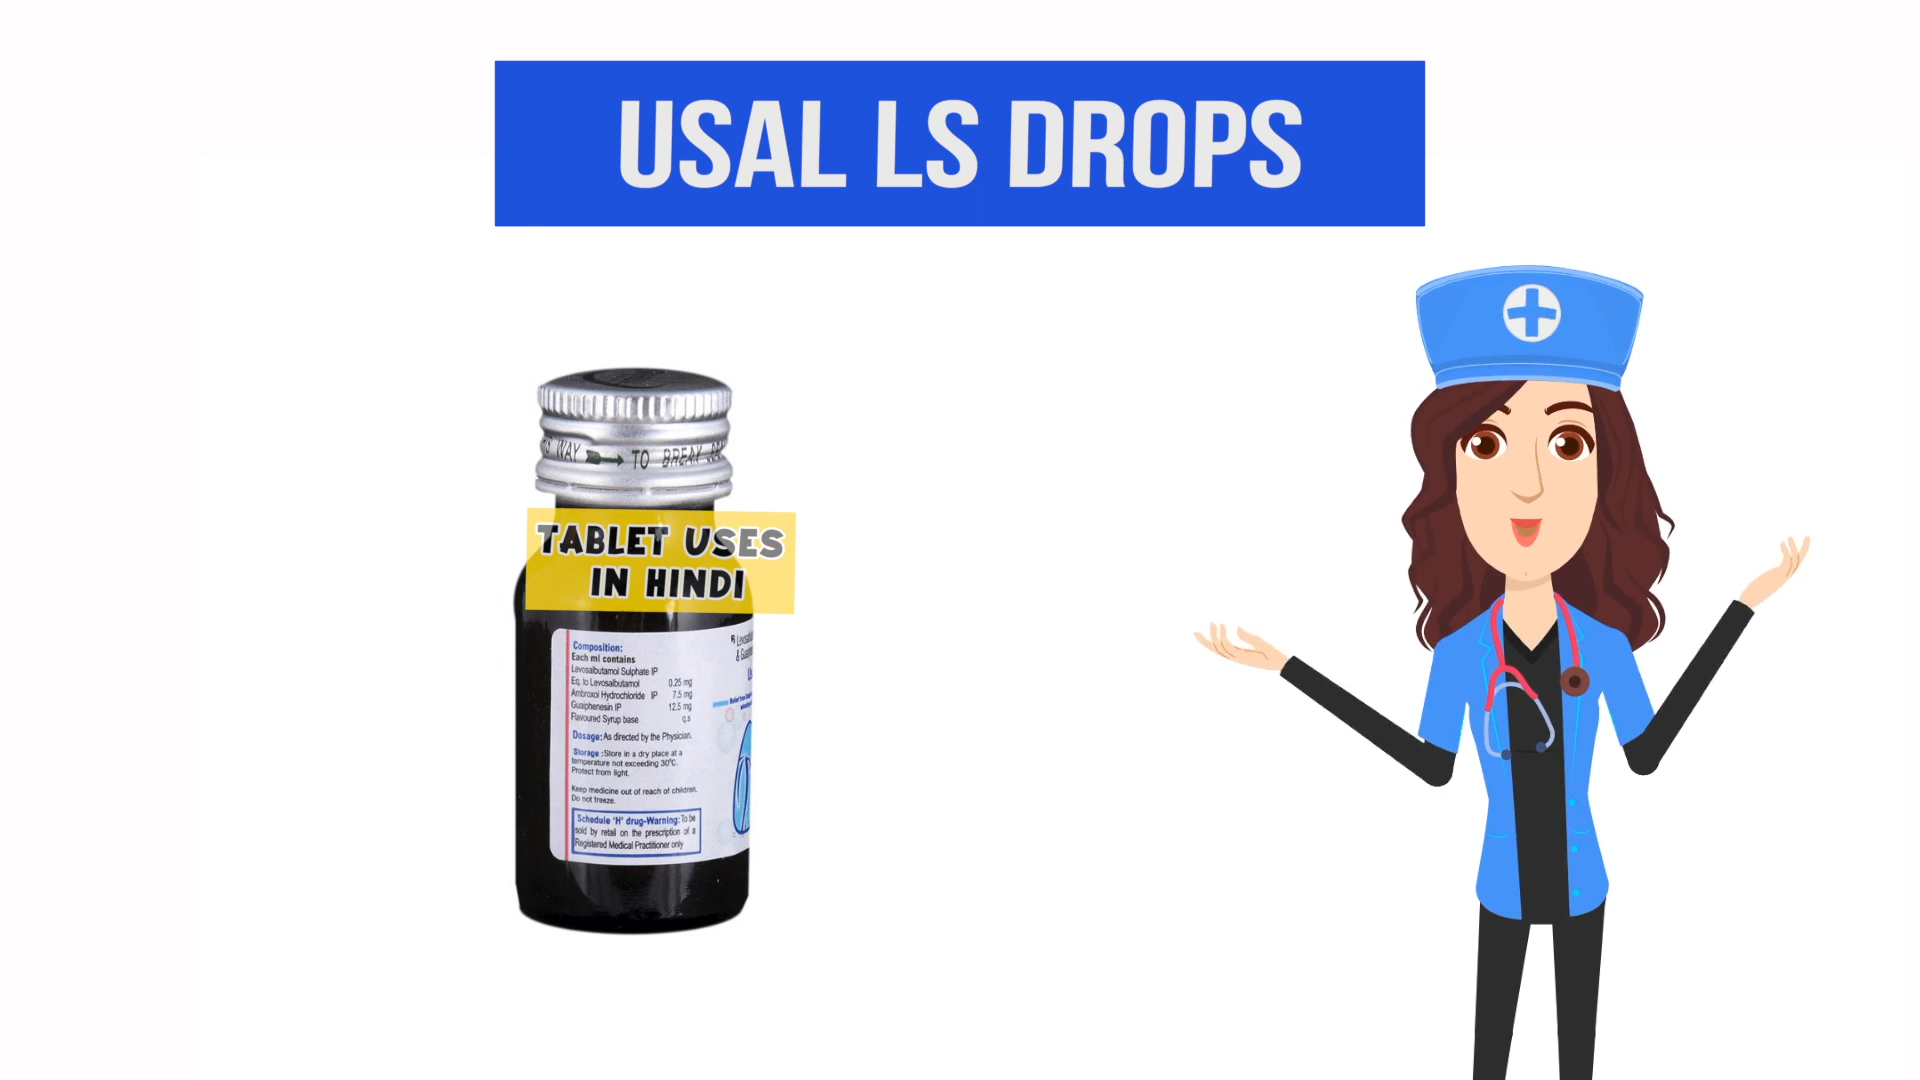 USAL LS DROPS
WAY TO BREAK
TABLET USES
IN HINDI
Composition:
Each ml contains
Levosalbutamol Sulphate IP
Eq. to Levosalbutamol 0.25 mg
Ambroxol Hydrochloride IP 7.5 mg
Guaiphenesin IP 12.5 mg
Flavoured Syrup base q.s
Dosage: As directed by the Physician.
Storage : Store in a dry place at a
temperature not exceeding 30°C.
Protect from light.
Keep medicine out of reach of children.
Do not freeze.
Schedule 'H' drug-Warning: To be
sold by retail on the prescription of a
Registered Medical Practitioner only